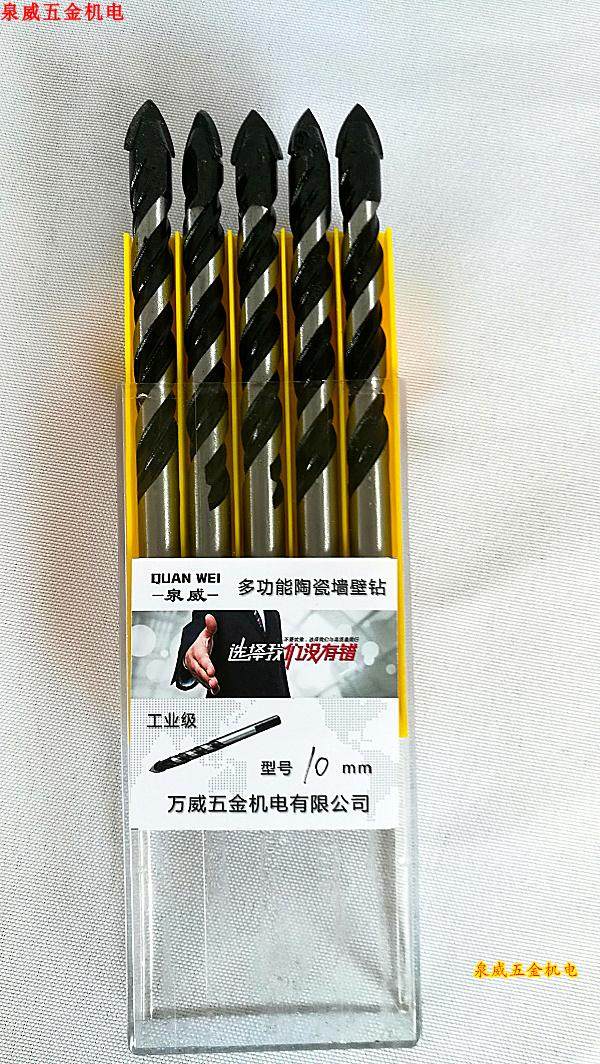 泉威五金机电
QUAN WEI
泉威
多功能陶瓷墙壁钻
选择我们没有错
工业级
型号 10 mm
万威五金机电有限公司
泉威五金机电